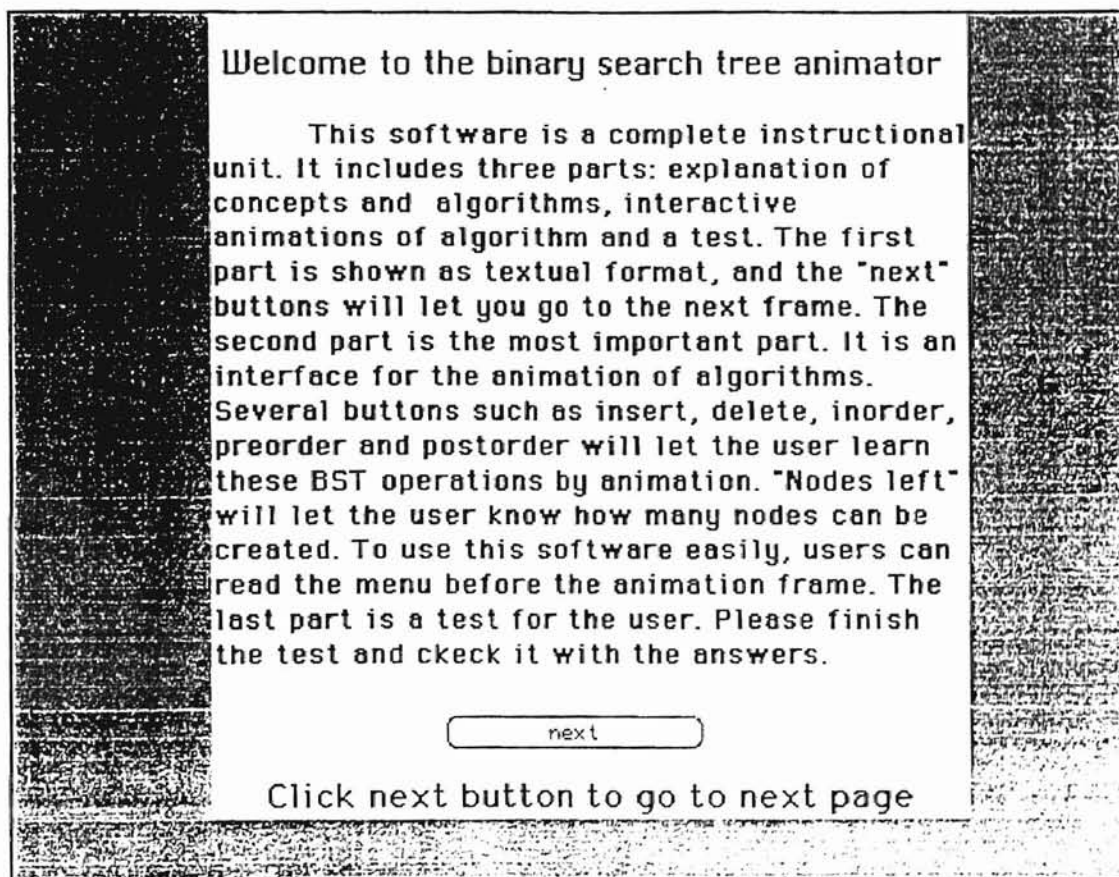 Welcome to the binary search tree animator
This software is a complete instructional
unit. It includes three parts: explanation of
concepts and algorithms, interactive
animations of algorithm and a test. The first
part is shown as textual format, and the "next"
buttons will let you go to the next frame. The
second part is the most important part. It is an
interface for the animation of algorithms.
Several buttons such as insert, delete, inorder,
preorder and postorder will let the user learn
these BST operations by animation. "Nodes left"
will let the user know how many nodes can be
created. To use this software easily, users can
read the menu before the animation frame. The
last part is a test for the user. Please finish
the test and ckeck it with the answers.
next
Click next button to go to next page